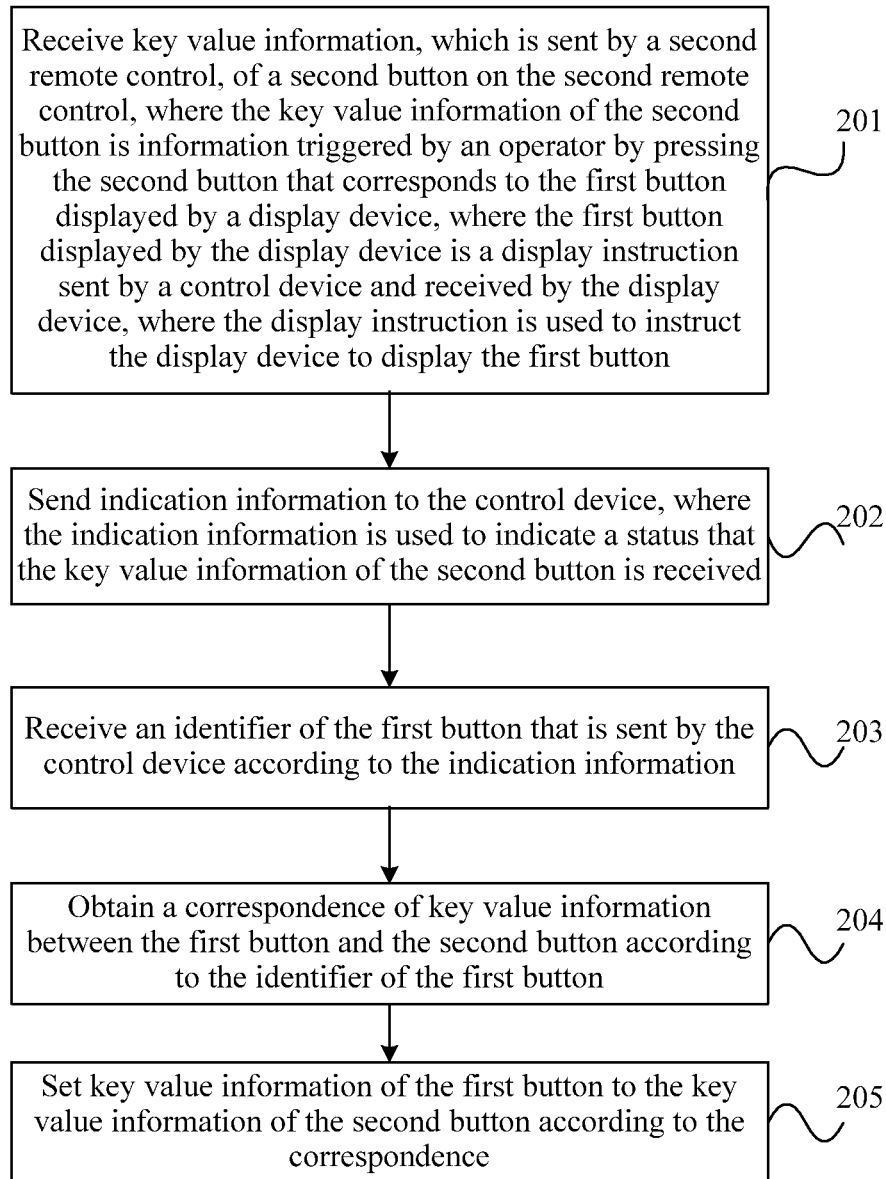 Receive key value information, which is sent by a second
remote control, of a second button on the second remote
control, where the key value information of the second
button is information triggered by an operator by pressing
the second button that corresponds to the first button
displayed by a display device, where the first button
displayed by the display device is a display instruction
sent by a control device and received by the display
device, where the display instruction is used to instruct
the display device to display the first button
201
Send indication information to the control device, where
the indication information is used to indicate a status that
the key value information of the second button is received
202
Receive an identifier of the first button that is sent by the
control device according to the indication information
203
Obtain a correspondence of key value information
between the first button and the second button according
to the identifier of the first button
204
Set key value information of the first button to the key
value information of the second button according to the
correspondence
205